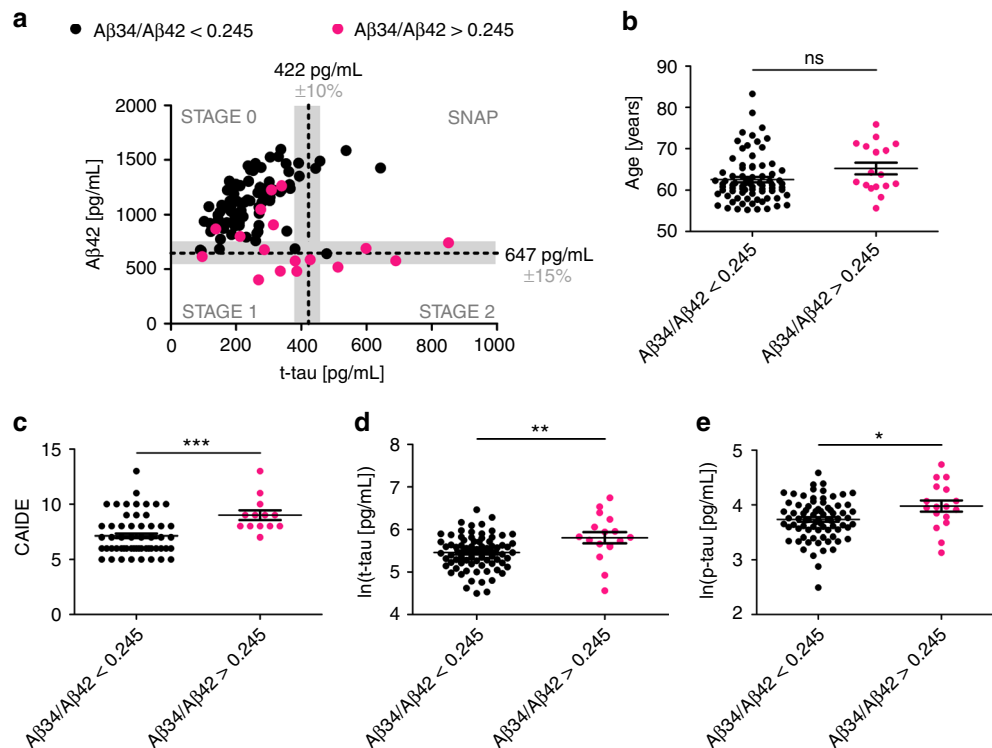 a
Aβ34/Aβ42 < 0.245
Aβ34/Aβ42 > 0.245
422 pg/mL
±10%
2000
1500
1000
500
0
Aβ42 [pg/mL]
STAGE 0
SNAP
STAGE 1
STAGE 2
647 pg/mL
±15%
0
200
400
600
800
1000
t-tau [pg/mL]
b
ns
90
80
70
60
50
Age [years]
Aβ34/Aβ42 < 0.245
Aβ34/Aβ42 > 0.245
c
***
15
10
5
0
CAIDE
Aβ34/Aβ42 < 0.245
Aβ34/Aβ42 > 0.245
d
**
8
7
6
5
4
ln(t-tau [pg/mL])
Aβ34/Aβ42 < 0.245
Aβ34/Aβ42 > 0.245
e
*
5
4
3
2
ln(p-tau [pg/mL])
Aβ34/Aβ42 < 0.245
Aβ34/Aβ42 > 0.245